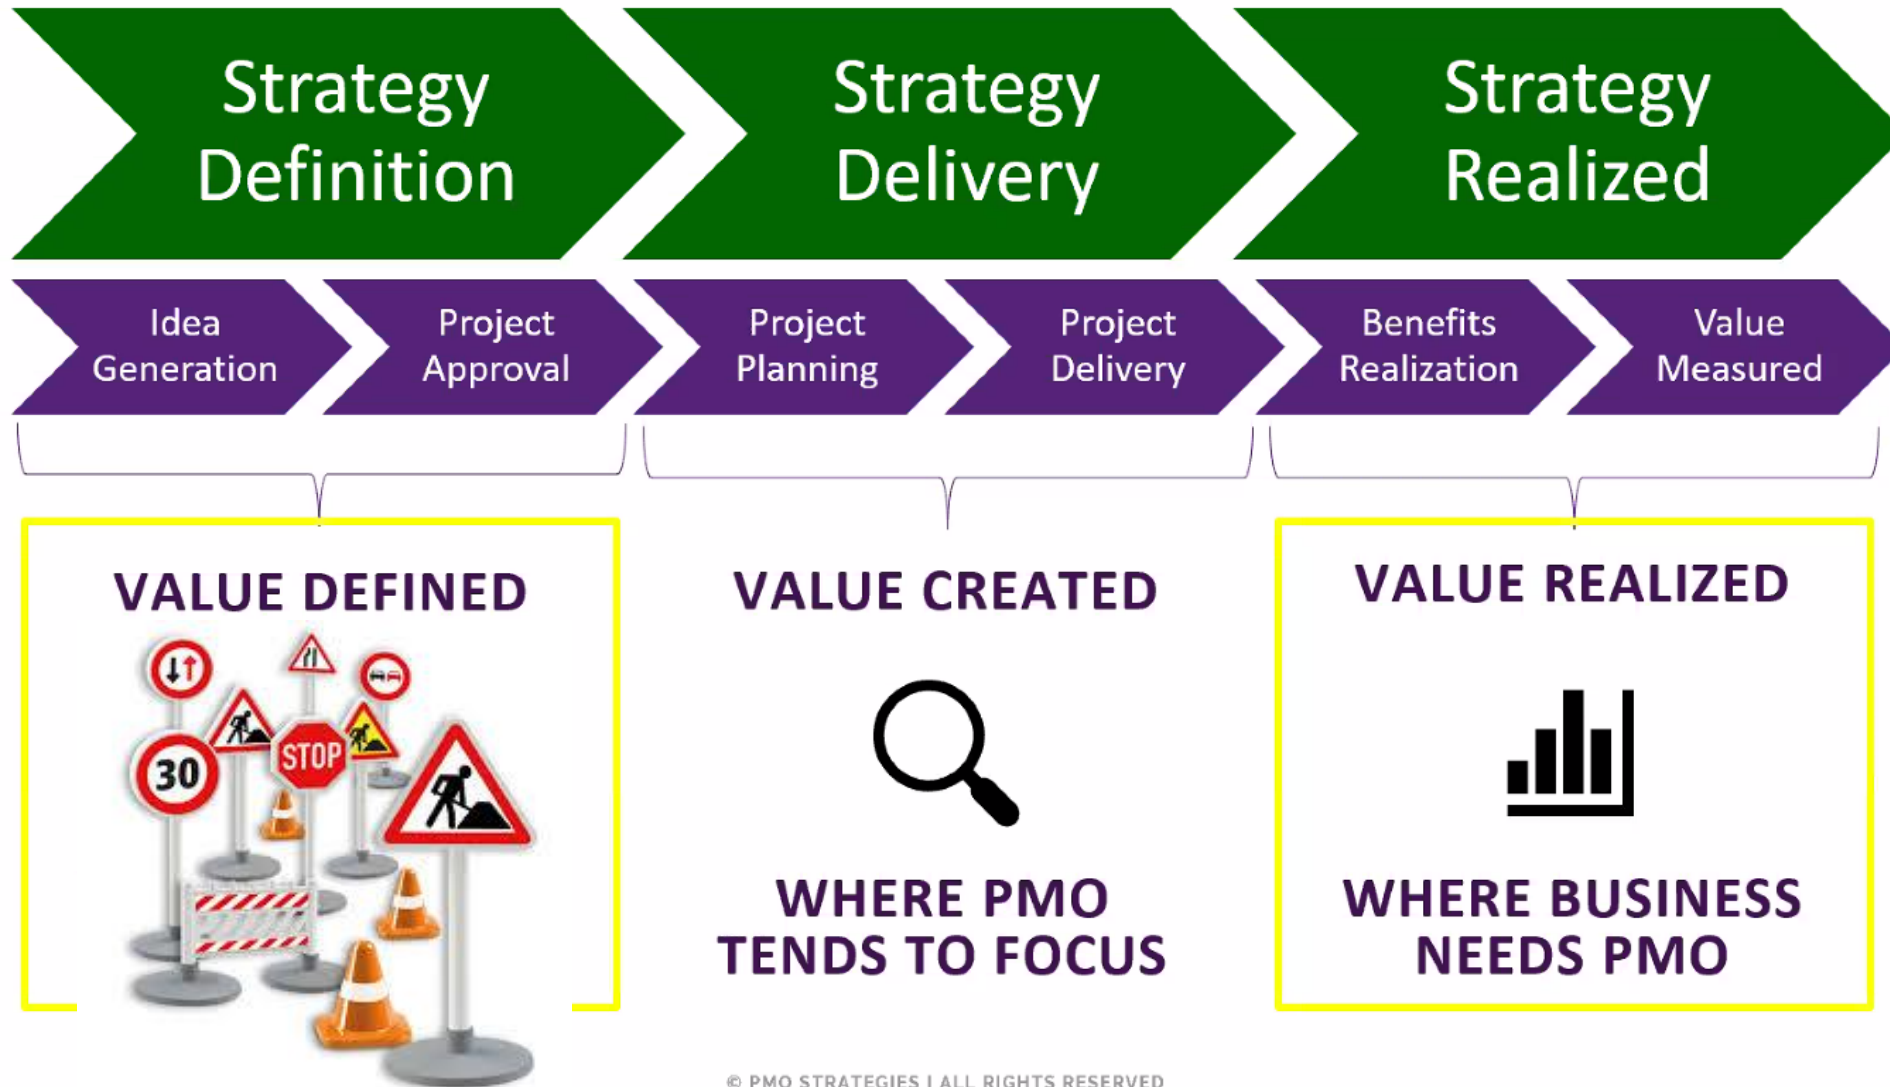 Strategy
Definition
Strategy
Delivery
Strategy
Realized
Idea
Generation
Project
Approval
Project
Planning
Project
Delivery
Benefits
Realization
Value
Measured
VALUE DEFINED
VALUE CREATED
VALUE REALIZED
30
STOP
WHERE PMO
TENDS TO FOCUS
WHERE BUSINESS
NEEDS PMO
© PMO STRATEGIES | ALL RIGHTS RESERVED